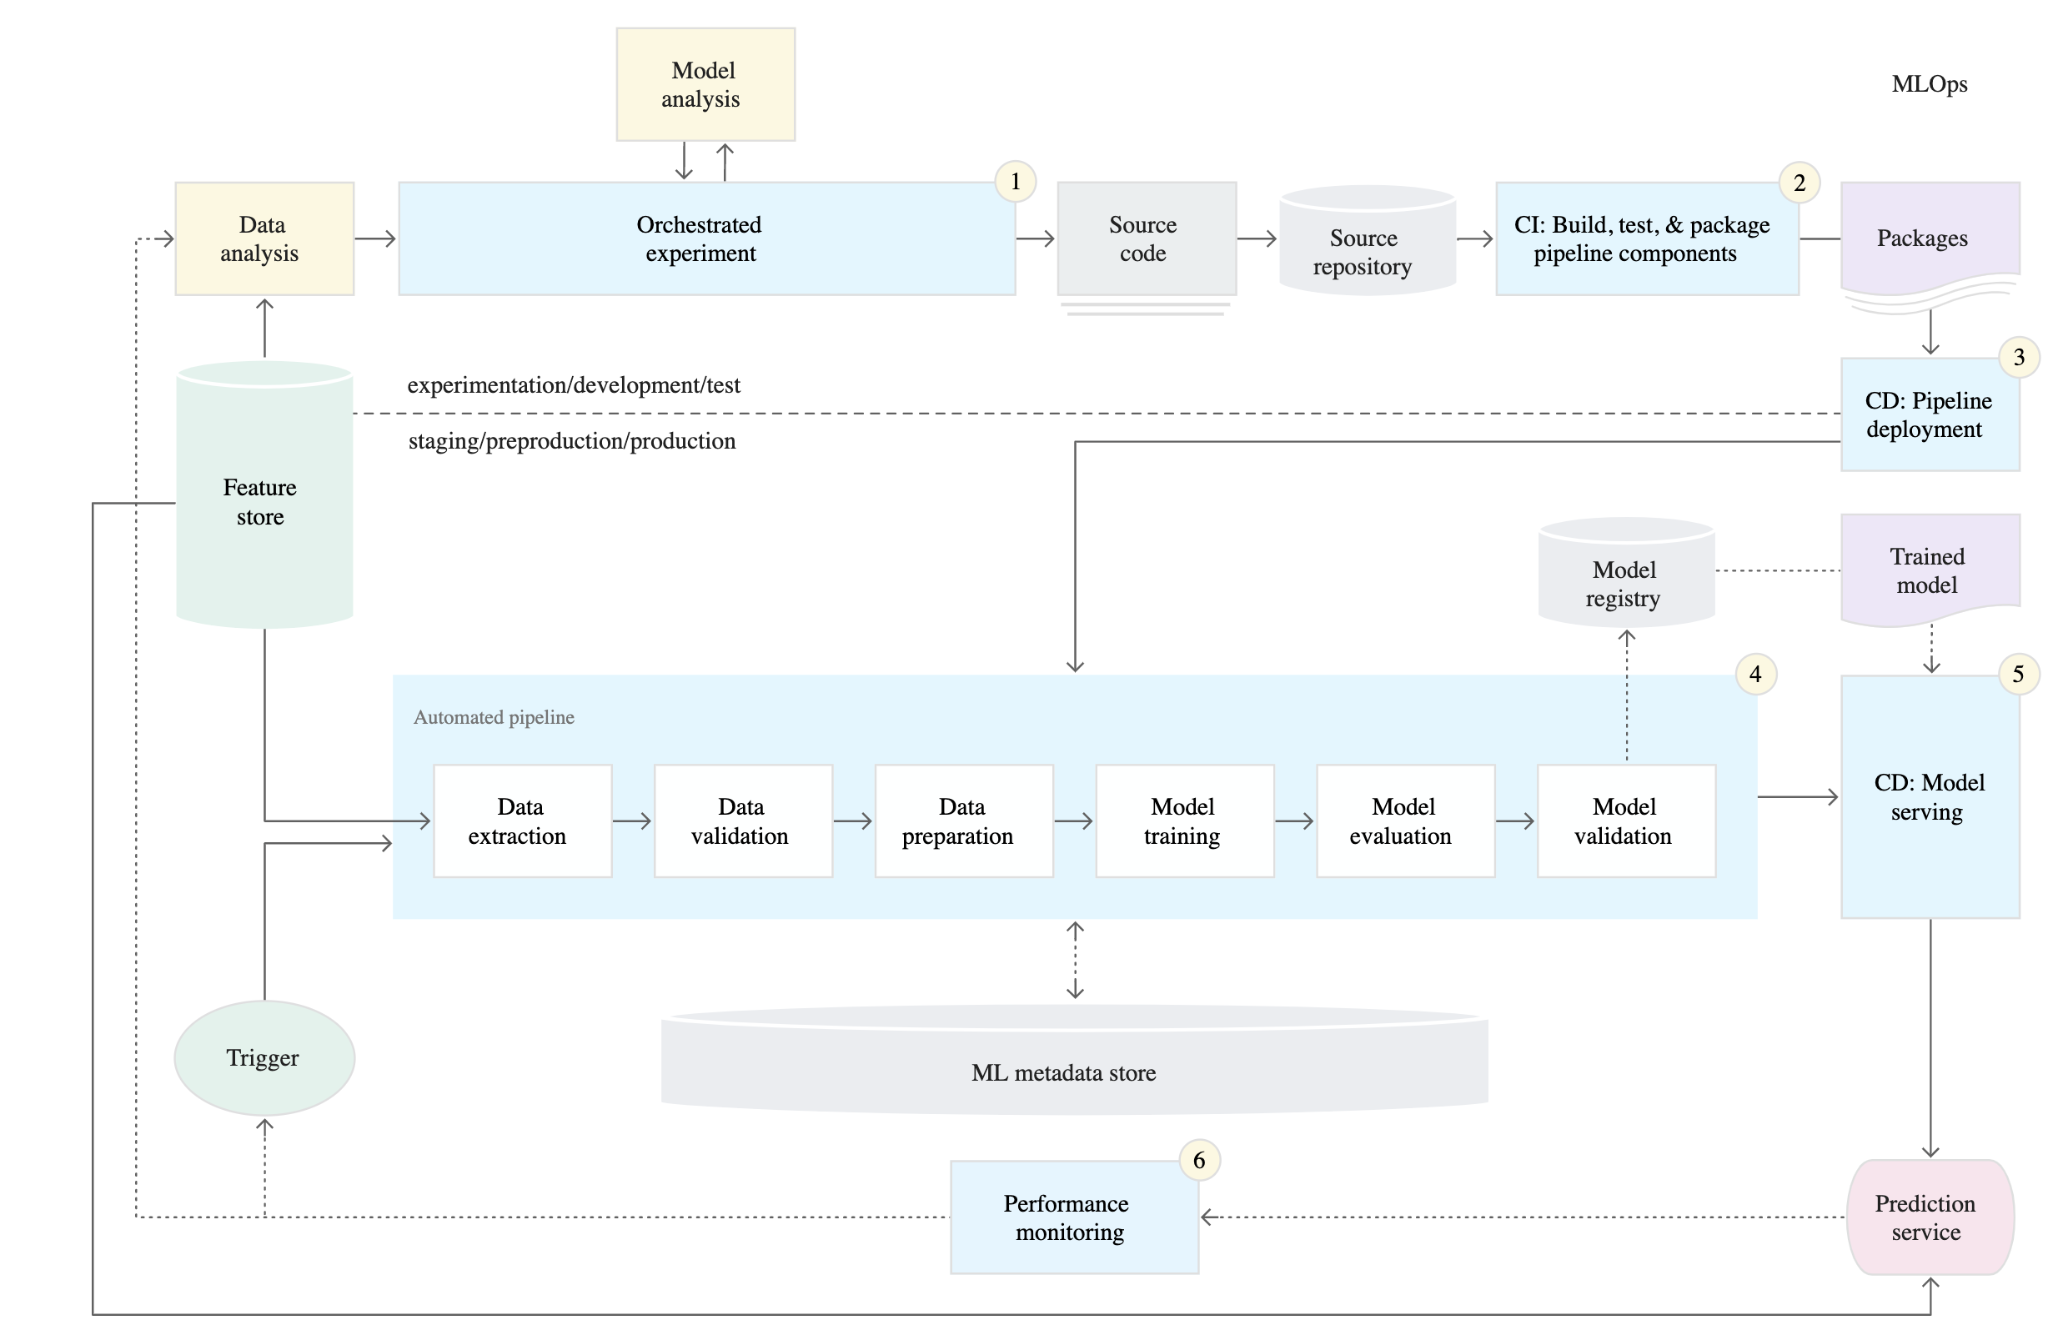 Model
analysis
MLOps
1
2
Data
analysis
Orchestrated
experiment
Source
code
Source
repository
CI: Build, test, & package
pipeline components
Packages
3
experimentation/development/test
CD: Pipeline
deployment
staging/preproduction/production
Feature
store
Model
registry
Trained
model
4
5
Automated pipeline
Data
extraction
Data
validation
Data
preparation
Model
training
Model
evaluation
Model
validation
CD: Model
serving
Trigger
ML metadata store
6
Performance
monitoring
Prediction
service